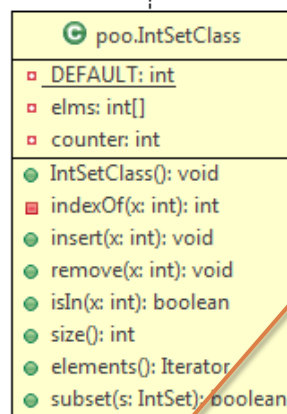 C poo.IntSetClass
DEFAULT: int
elms: int[]
counter: int
IntSetClass(): void
indexOf(x: int): int
insert(x: int): void
remove(x: int): void
isIn(x: int): boolean
size(): int
elements(): Iterator
subset(s: IntSet): boolean